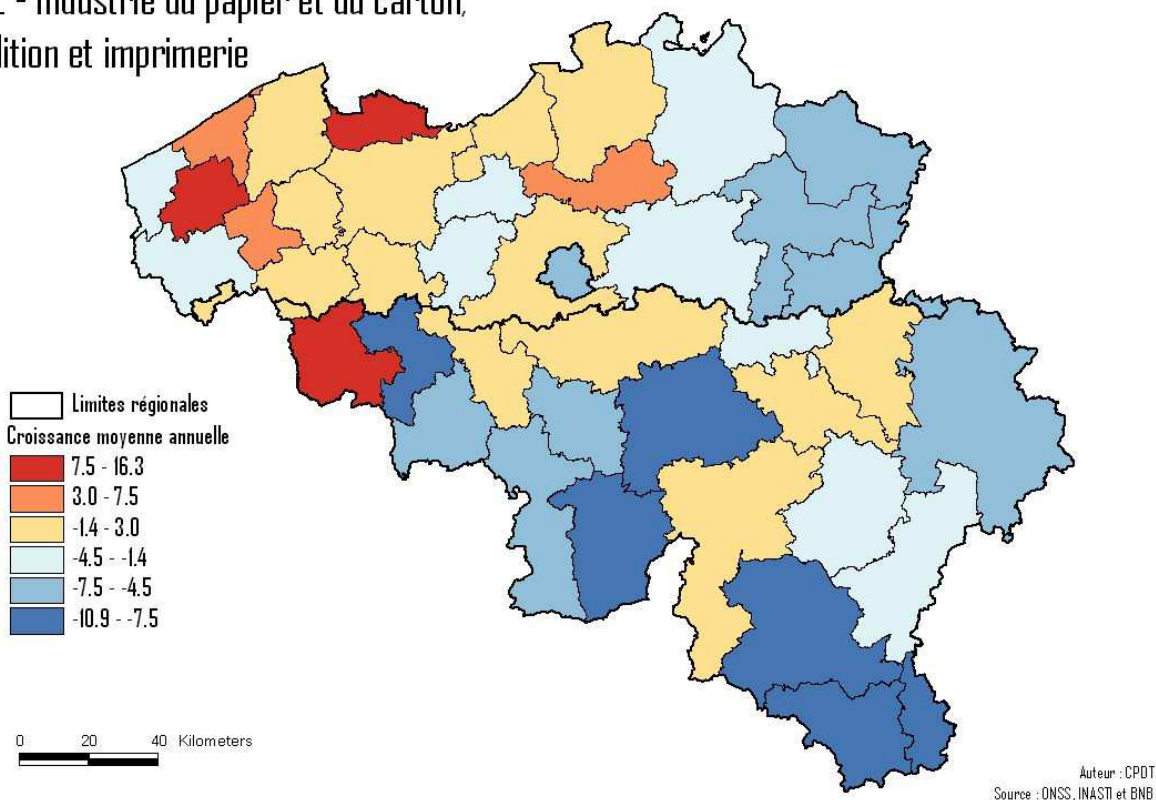 - Industrie du papier et du carton,
dition et imprimerie
Limites régionales
Croissance moyenne annuelle
7.5 - 16.3
3.0 - 7.5
-1.4 - 3.0
-4.5 - -1.4
-7.5 - -4.5
-10.9 - -7.5
0 20 40 Kilometers
Auteur : CPDT
Source : ONSS, INASTI et BNB